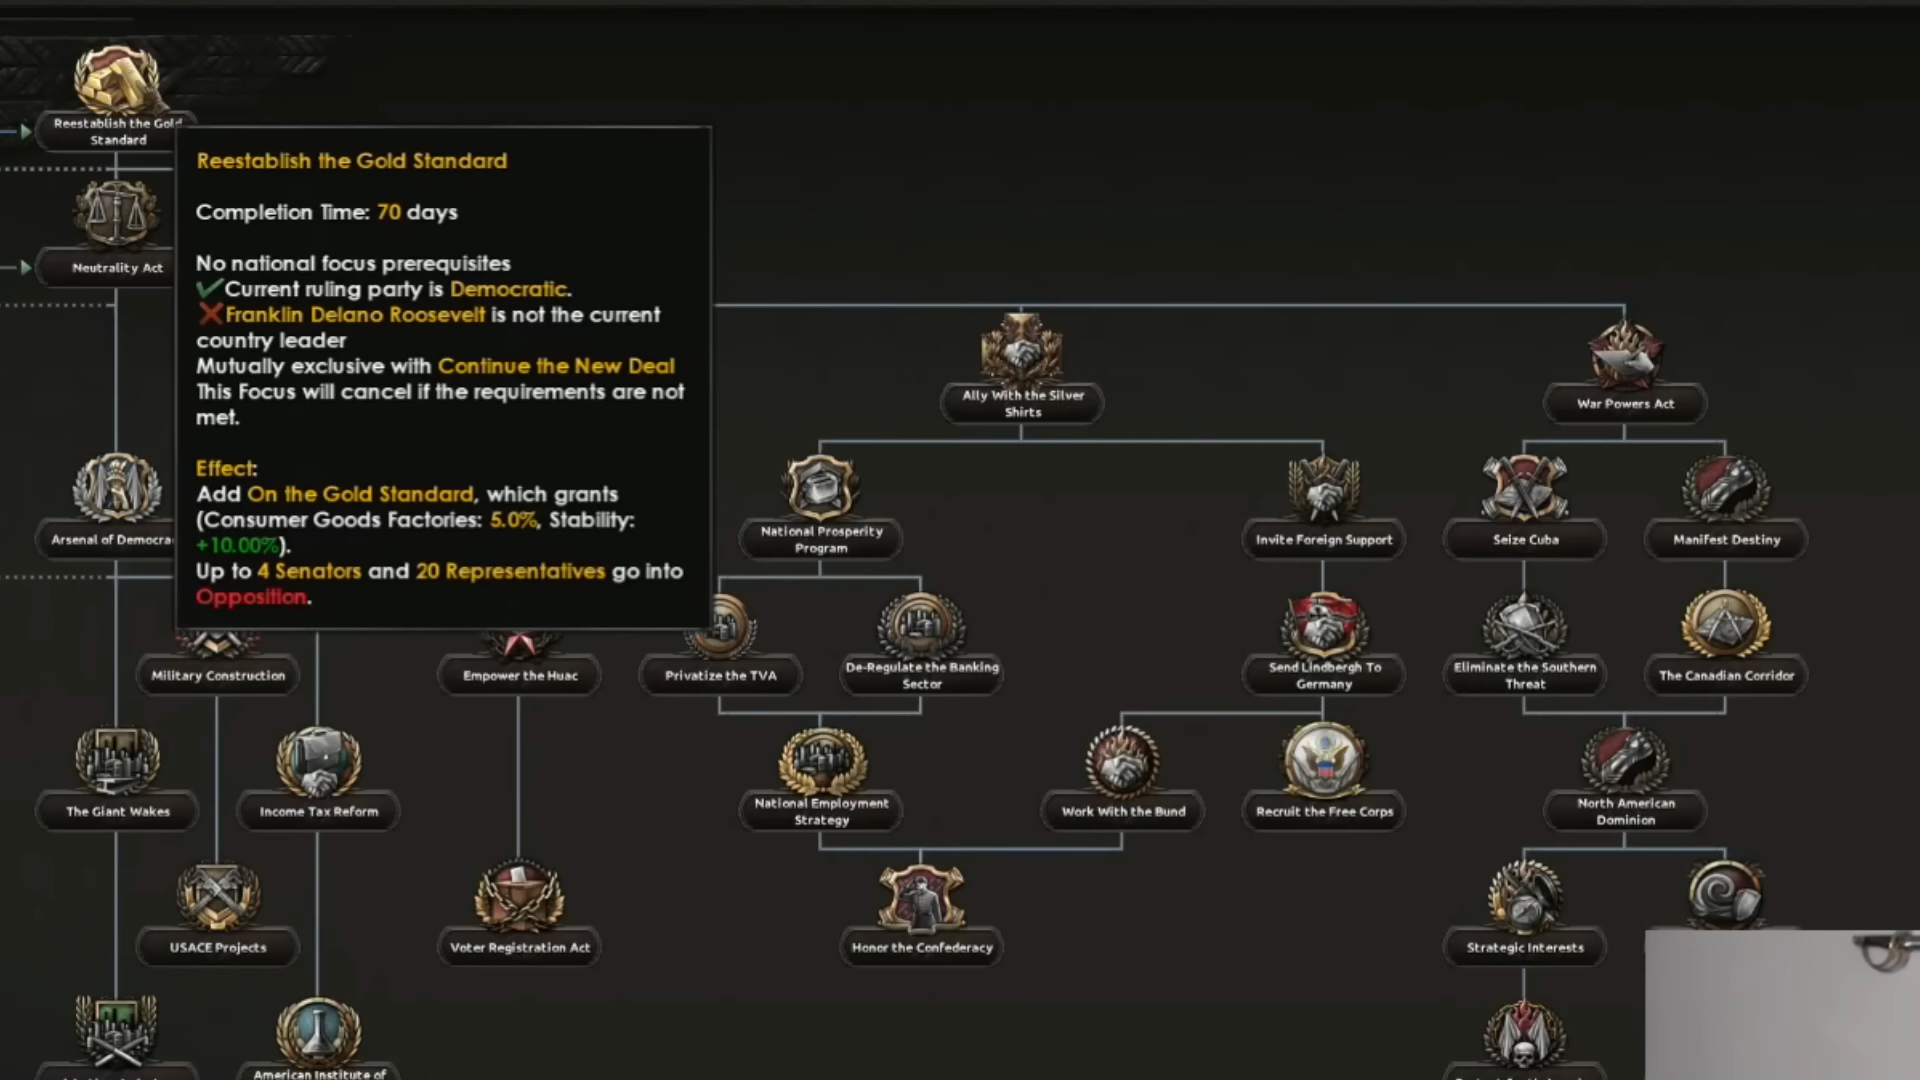 Reestablish the Gold
Standard
Reestablish the Gold Standard
Completion Time: 70 days
Neutrality Act
No national focus prerequisites
Current ruling party is Democratic.
Franklin Delano Roosevelt is not the current
country leader
Mutually exclusive with Continue the New Deal
This Focus will cancel if the requirements are not
met.
Effect:
Add On the Gold Standard, which grants
(Consumer Goods Factories: 5.0%, Stability:
+10.00%).
Up to 4 Senators and 20 Representatives go into
Opposition.
Ally With the Silver
Shirts
War Powers Act
Arsenal of Democra
National Prosperity
Program
Invite Foreign Support
Seize Cuba
Manifest Destiny
Military Construction
Empower the Huac
Privatize the TVA
De-Regulate the Banking
Sector
Send Lindbergh To
Germany
Eliminate the Southern
Threat
The Canadian Corridor
The Giant Wakes
Income Tax Reform
National Employment
Strategy
Work With the Bund
Recruit the Free Corps
North American
Dominion
USACE Projects
Voter Registration Act
Honor the Confederacy
Strategic Interests
American Institute of